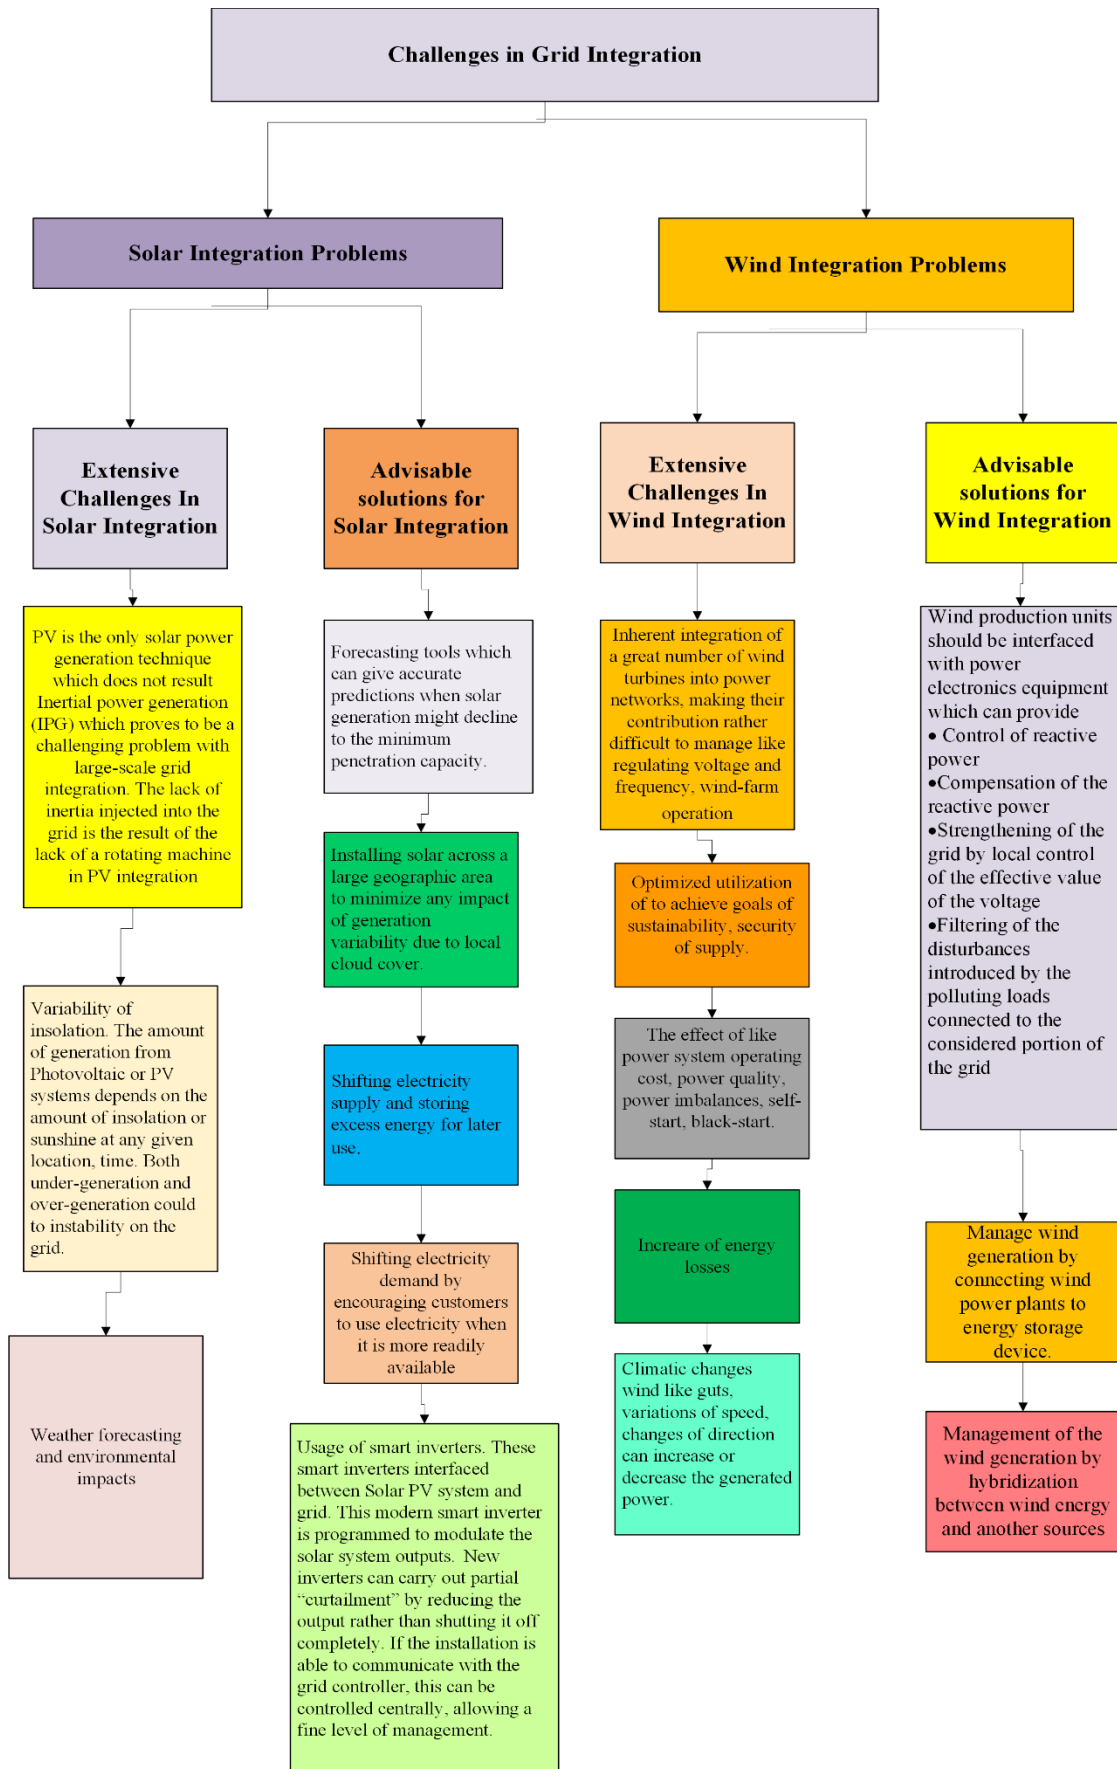 Challenges in Grid Integration
Solar Integration Problems
Wind Integration Problems
Extensive
Challenges In
Solar Integration
Advisable
solutions for
Solar Integration
Extensive
Challenges In
Wind Integration
Advisable
solutions for
Wind Integration
PV is the only solar power
generation technique
which does not result
Inertial power generation
(IPG) which proves to be a
challenging problem with
large-scale grid
integration. The lack of
inertia injected into the
grid is the result of the
lack of a rotating machine
in PV integration
Variability of
insolation. The amount
of generation from
Photovoltaic or PV
systems depends on the
amount of insolation or
sunshine at any given
location, time. Both
under-generation and
over-generation could
to instability on the
grid.
Weather forecasting
and environmental
impacts
Forecasting tools which
can give accurate
predictions when solar
generation might decline
to the minimum
penetration capacity.
Installing solar across a
large geographic area
to minimize any impact
of generation
variability due to local
cloud cover.
Shifting electricity
supply and storing
excess energy for later
use.
Shifting electricity
demand by
encouraging customers
to use electricity when
it is more readily
available
Usage of smart inverters. These
smart inverters interfaced
between Solar PV system and
grid. This modern smart inverter
is programmed to modulate the
solar system outputs.  New
inverters can carry out partial
“curtailment” by reducing the
output rather than shutting it off
completely. If the installation is
able to communicate with the
grid controller, this can be
controlled centrally, allowing a
fine level of management.
Inherent integration of
a great number of wind
turbines into power
networks, making their
contribution rather
difficult to manage like
regulating voltage and
frequency, wind-farm
operation
Optimized utilization
of to achieve goals of
sustainability, security
of supply.
The effect of like
power system operating
cost, power quality,
power imbalances, self-
start, black-start.
Increare of energy
losses
Climatic changes
wind like guts,
variations of speed,
changes of direction
can increase or
decrease the generated
power.
Wind production units
should be interfaced
with power
electronics equipment
which can provide
• Control of reactive
power
•Compensation of the
reactive power
•Strengthening of the
grid by local control
of the effective value
of the voltage
•Filtering of the
disturbances
introduced by the
polluting loads
connected to the
considered portion of
the grid
Manage wind
generation by
connecting wind
power plants to
energy storage
device.
Management of the
wind generation by
hybridization
between wind energy
and another sources